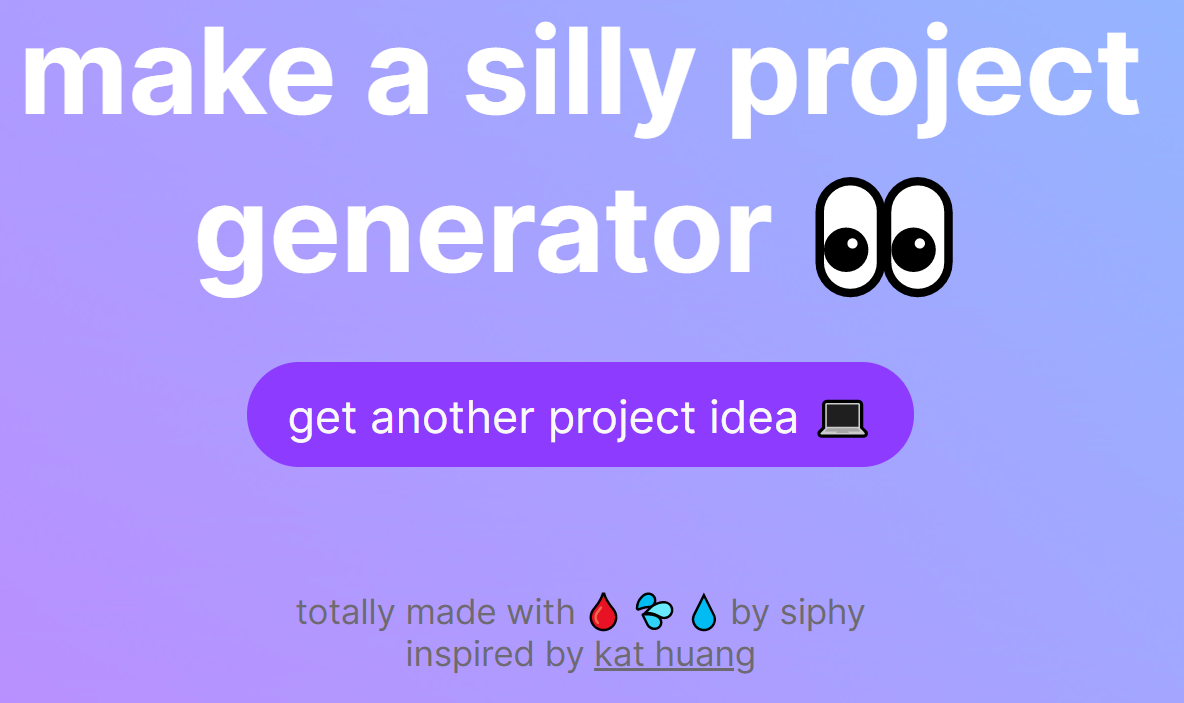 make a silly project
generator 👀
get another project idea 💻
totally made with 🩸 💦 💧 by siphy
inspired by kat huang